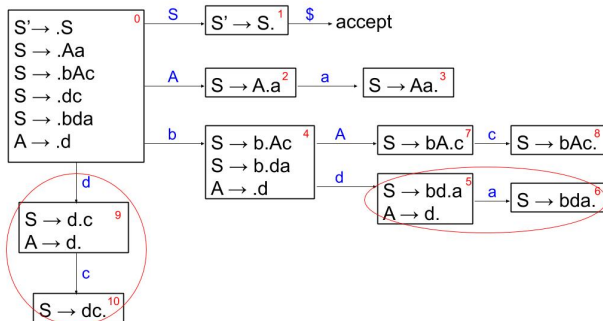 S'→ .S
S → .Aa
S → .bAc
S → .dc
S → .bda
A → .d
0
S
S' → S.
1
$
accept
A
S → A.a
2
a
S → Aa.
3
b
S → b.Ac
S → b.da
A → .d
4
A
S → bA.c
7
c
S → bAc.
8
d
S → bd.a
A → d.
5
a
S → bda.
6
d
S → d.c
A → d.
9
c
S → dc.
10